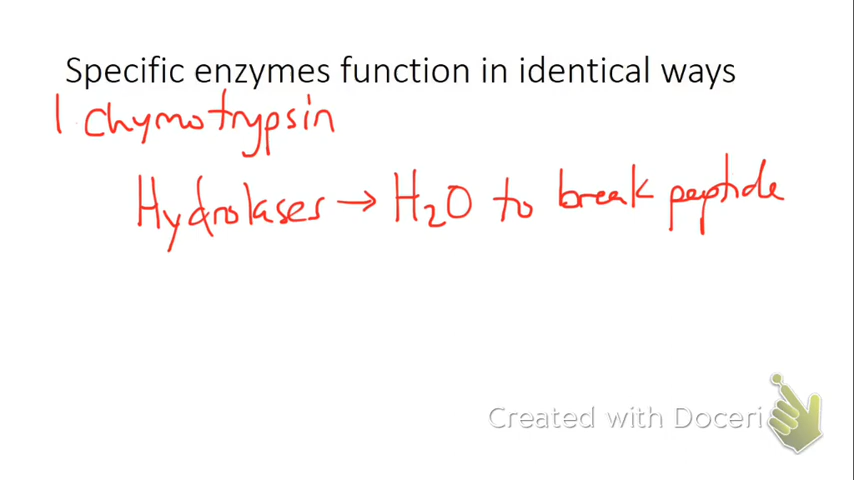 Specific enzymes function in identical ways
1 Chymotrypsin
Hydrolases → H2O to break peptide
Created with Doceri